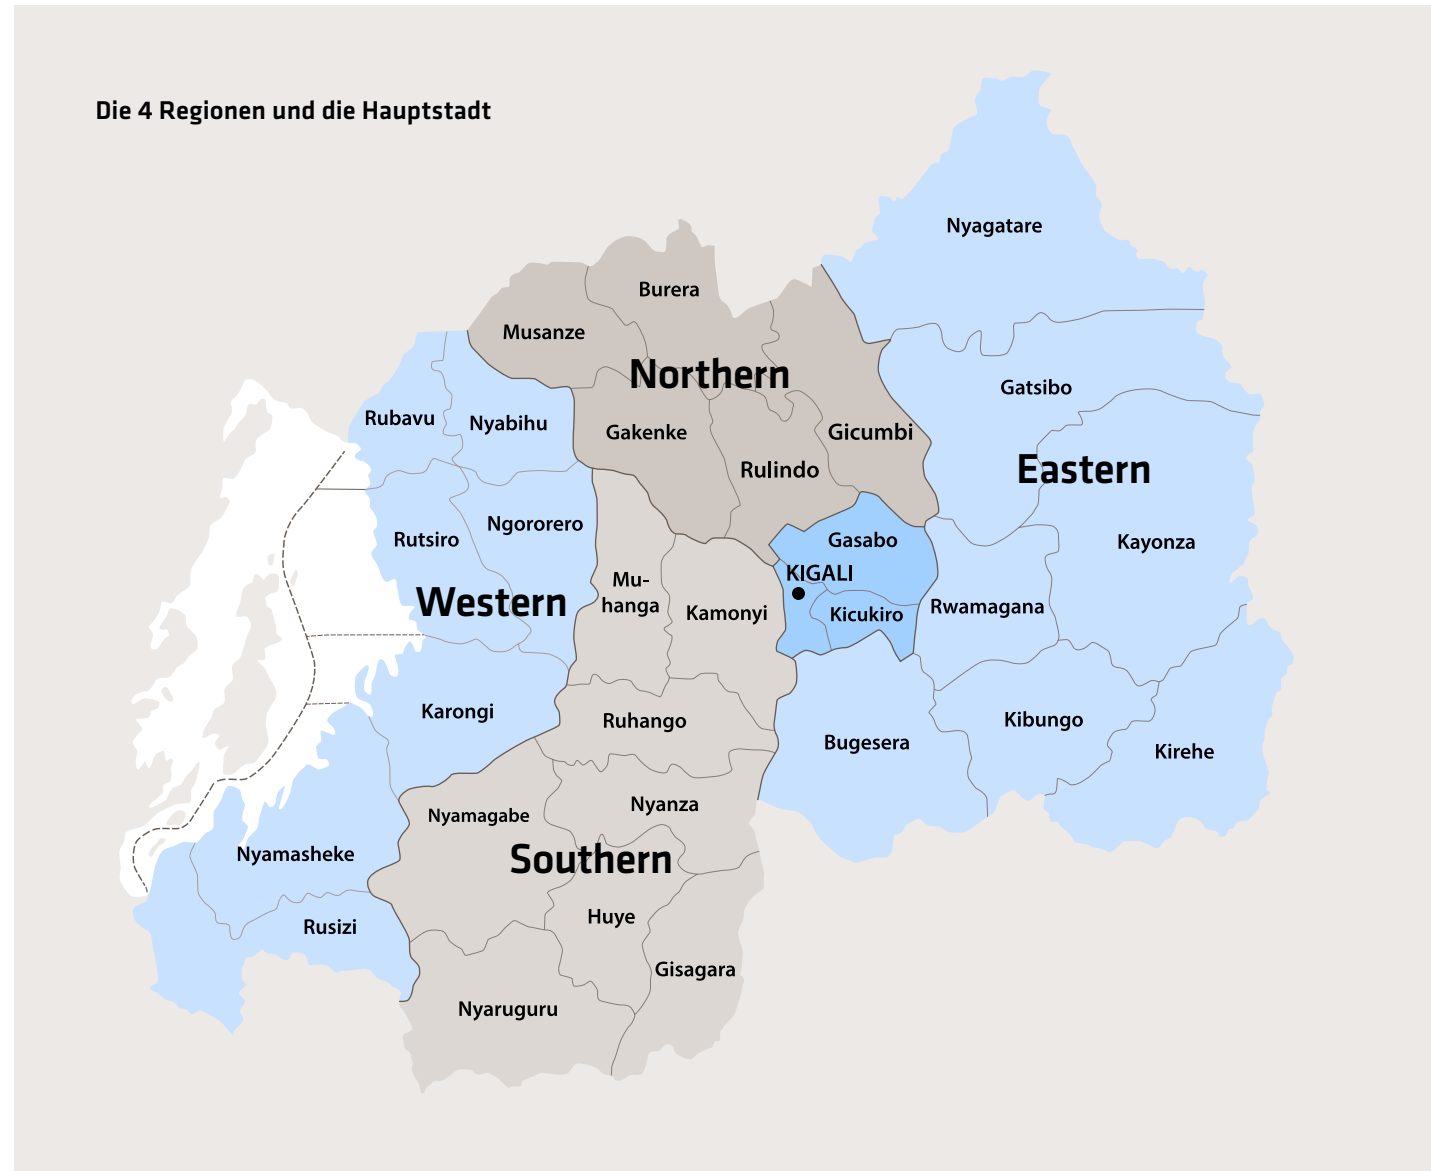 Die 4 Regionen und die Hauptstadt
Nyagatare
Burera
Musanze
Northern
Gatsibo
Rubavu
Nyabihu
Gakenke
Gicumbi
Rulindo
Eastern
Ngororero
Rutsiro
Gasabo
Kayonza
KIGALI
Mu-
hanga
Western
Kamonyi
Kicukiro
Rwamagana
Karongi
Ruhango
Kibungo
Bugesera
Kirehe
Nyanza
Nyamagabe
Nyamasheke
Southern
Huye
Rusizi
Gisagara
Nyaruguru